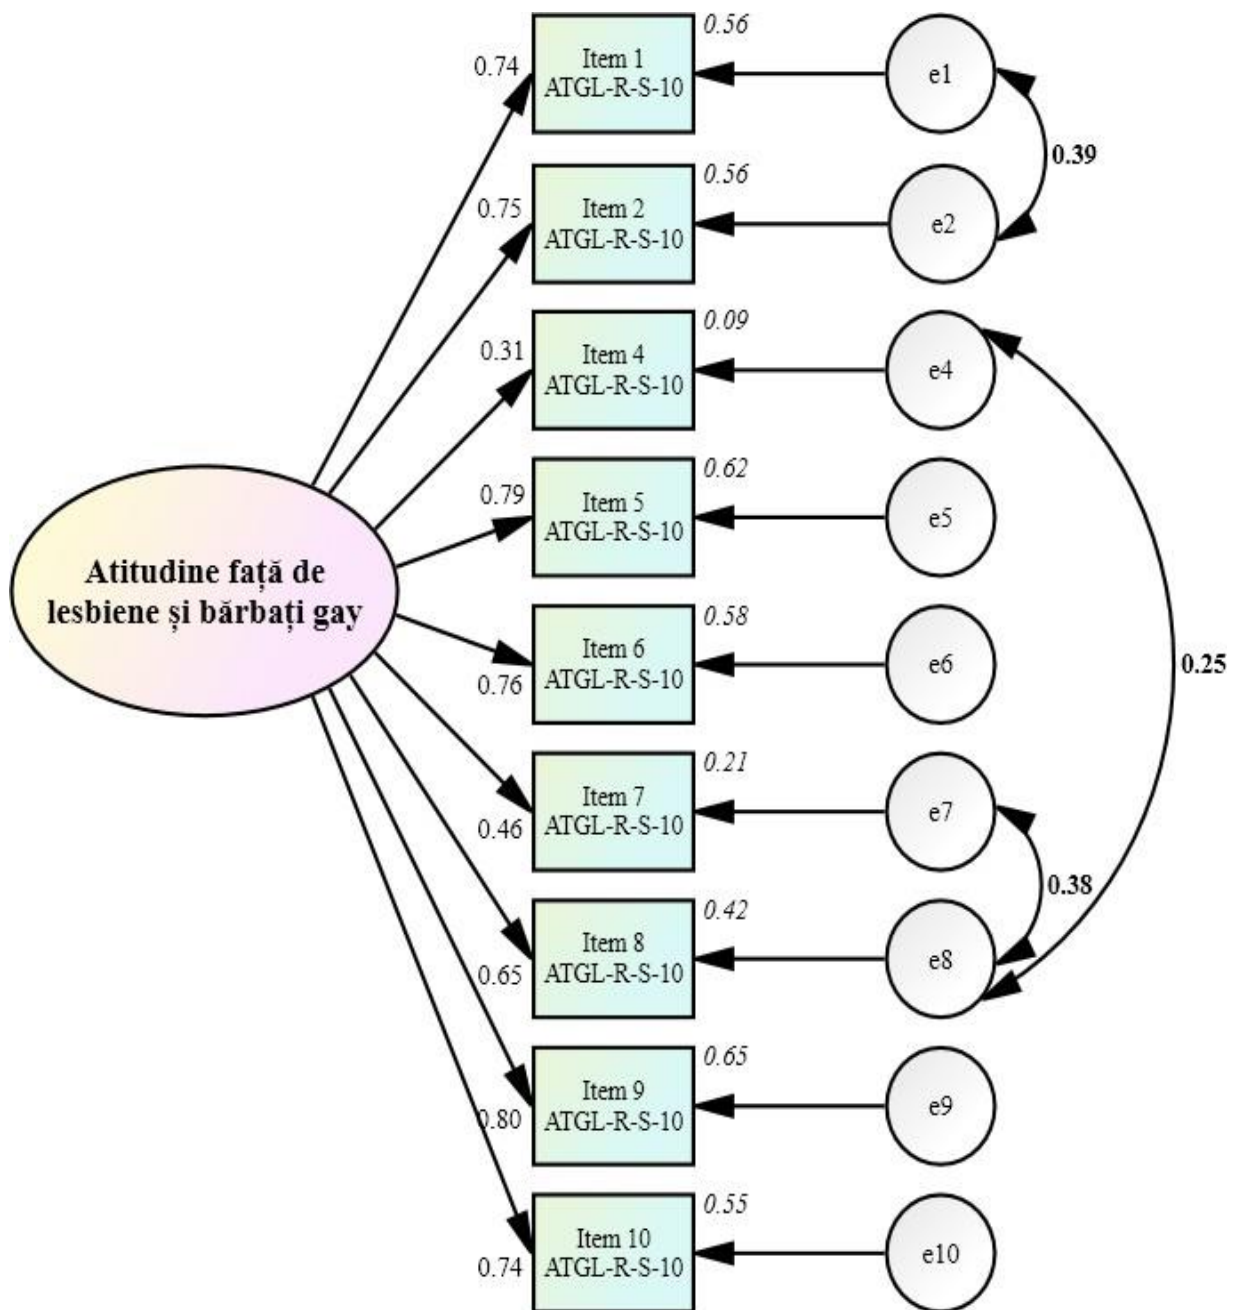 0.56
Item 1
0.74
ATGL-R-S-10
e1
0.39
0.56
Item 2
0.75
ATGL-R-S-10
e2
0.09
Item 4
0.31
ATGL-R-S-10
e4
0.62
0.79
Item 5
ATGL-R-S-10
e5
Atitudine față de
lesbiene și bărbați gay
0.58
Item 6
0.76
ATGL-R-S-10
e6
0.25
0.21
Item 7
0.46
ATGL-R-S-10
e7
0.38
0.42
Item 8
0.65
ATGL-R-S-10
e8
0.65
Item 9
0.80
ATGL-R-S-10
e9
0.55
Item 10
0.74
ATGL-R-S-10
e10